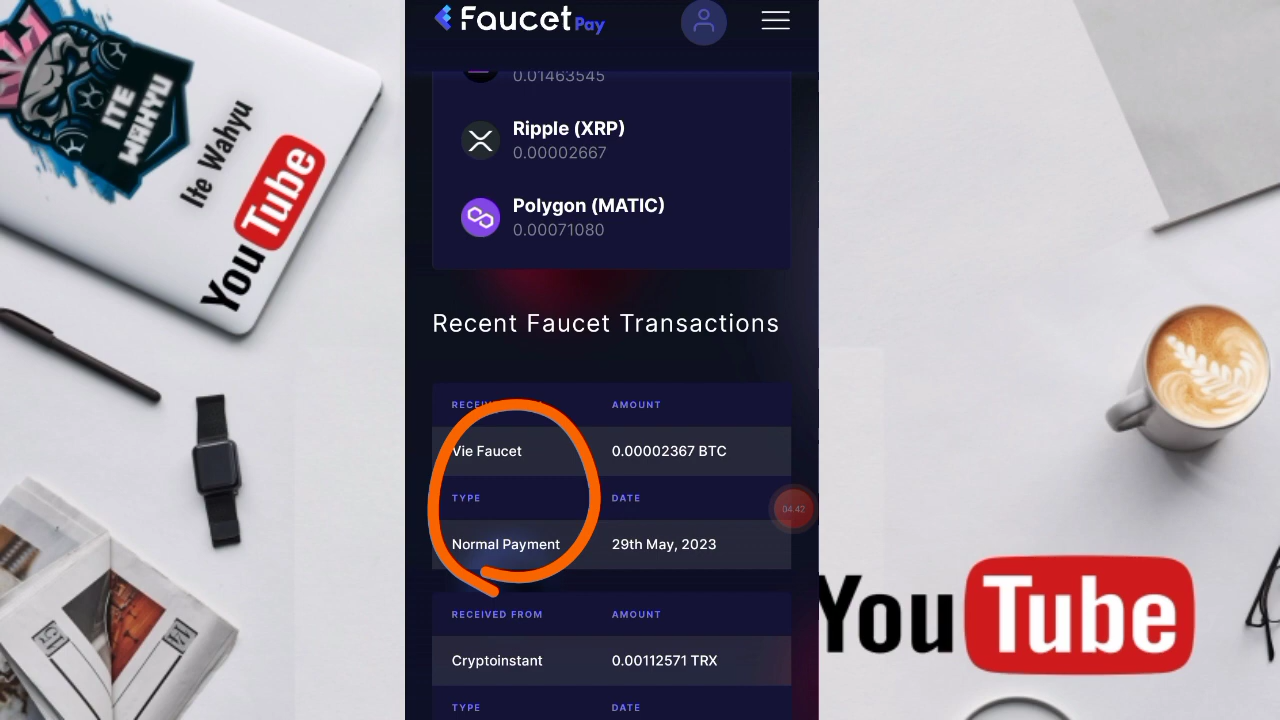 ITE
WAHYU
Ite Wahyu
YouTube
Faucet Pay
0.01463545
Ripple (XRP)
0.00002667
Polygon (MATIC)
0.00071080
Recent Faucet Transactions
AMOUNT
Vie Faucet
0.00002367 BTC
TYPE
DATE
04:42
Normal Payment
29th May, 2023
RECEIVED FROM
AMOUNT
Cryptoinstant
0.00112571 TRX
TYPE
DATE
YouTube